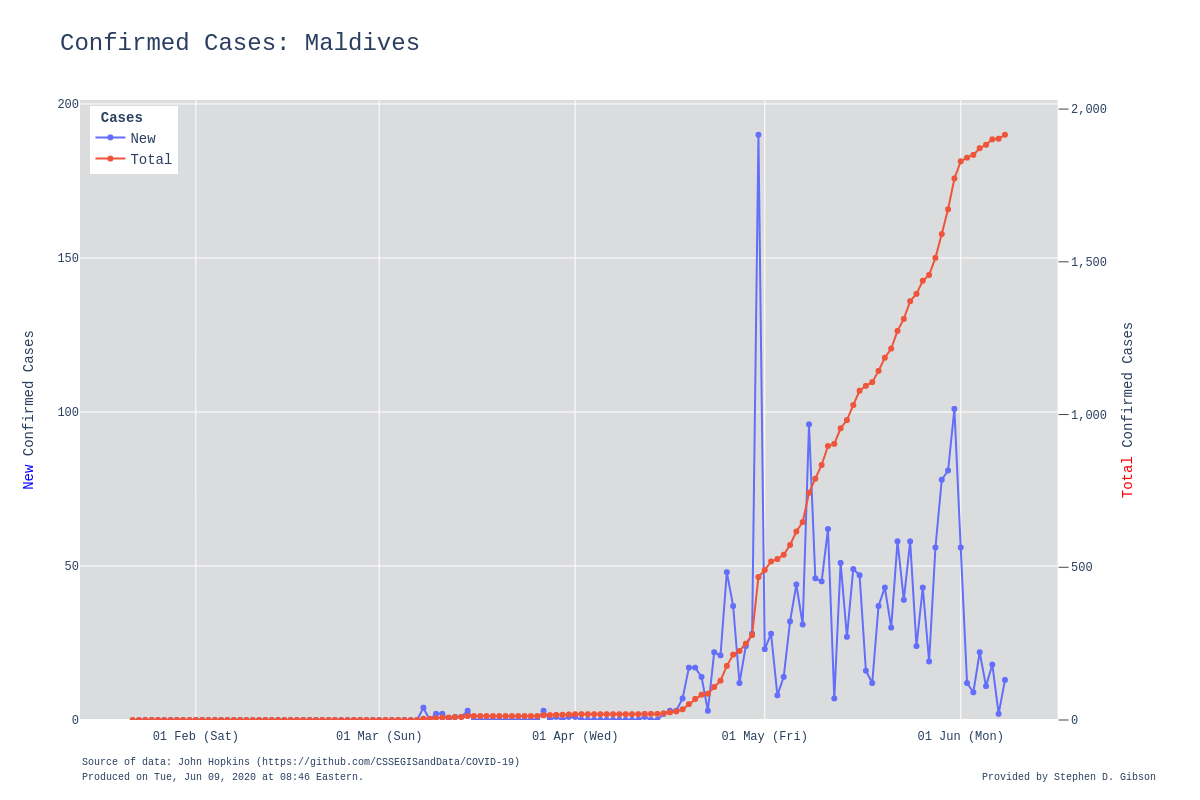 Confirmed Cases: Maldives
Cases
New
Total
200
150
100
50
0
2,000
1,500
1,000
500
0
New Confirmed Cases
Total Confirmed Cases
01 Feb (Sat)
01 Mar (Sun)
01 Apr (Wed)
01 May (Fri)
01 Jun (Mon)
Source of data: John Hopkins (https://github.com/CSSEGISandData/COVID-19)
Produced on Tue, Jun 09, 2020 at 08:46 Eastern.
Provided by Stephen D. Gibson